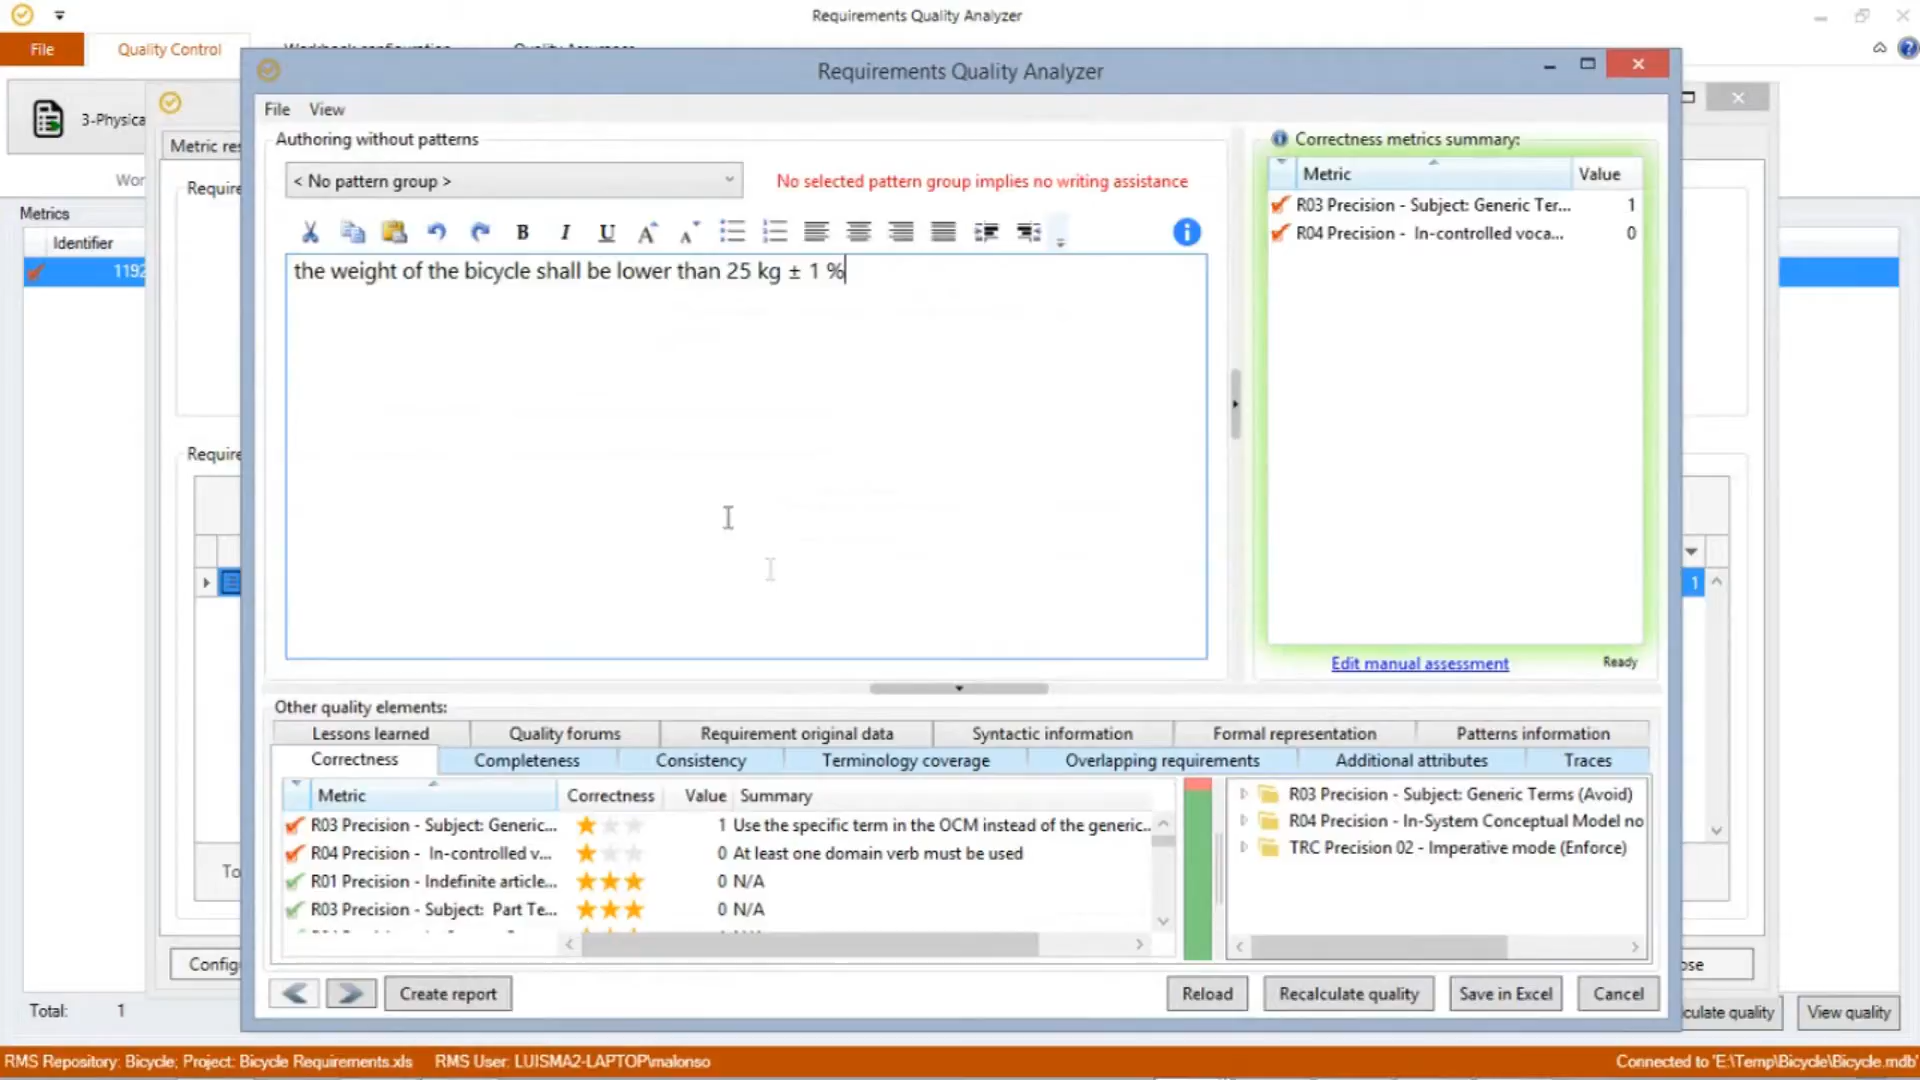 Requirements Quality Analyzer
File
Quality Control
Requirements Quality Analyzer
3-Physica
Metric re
Wor
Metrics
Identifier
1192
Total: 1
File View
Authoring without patterns
< No pattern group >
No selected pattern group implies no writing assistance
B I U A A
the weight of the bicycle shall be lower than 25 kg ± 1 %
Correctness metrics summary:
Metric Value
R03 Precision - Subject: Generic Ter... 1
R04 Precision - In-controlled voca... 0
Edit manual assessment
Ready
Requir
Require
1
To
Config
ose
Other quality elements:
Lessons learned Quality forums Requirement original data Syntactic information Formal representation Patterns information
Correctness Completeness Consistency Terminology coverage Overlapping requirements Additional attributes Traces
Metric Correctness Value Summary
R03 Precision - Subject: Generic... 1 Use the specific term in the OCM instead of the generic...
R04 Precision - In-controlled v... 0 At least one domain verb must be used
R01 Precision - Indefinite article... 0 N/A
R03 Precision - Subject: Part Te... 0 N/A
R03 Precision - Subject: Generic Terms (Avoid)
R04 Precision - In-System Conceptual Model no
TRC Precision 02 - Imperative mode (Enforce)
Create report
Reload
Recalculate quality
Save in Excel
Cancel
culate quality
View quality
RMS Repository: Bicycle; Project: Bicycle Requirements.xls RMS User: LUISMA2-LAPTOP\malonso
Connected to 'E:\Temp\Bicycle\Bicycle.mdb'